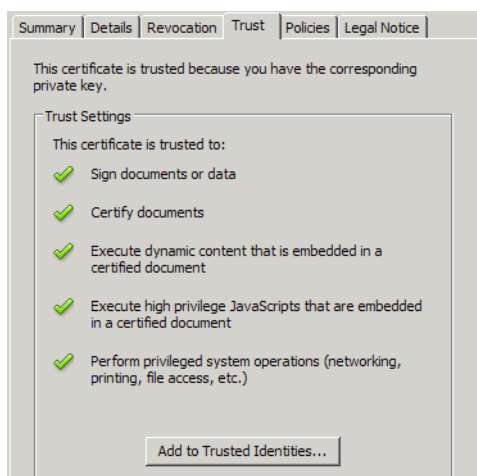 Summary Details Revocation Trust Policies Legal Notice
This certificate is trusted because you have the corresponding
private key.
Trust Settings
This certificate is trusted to:
Sign documents or data
Certify documents
Execute dynamic content that is embedded in a
certified document
Execute high privilege JavaScripts that are embedded
in a certified document
Perform privileged system operations (networking,
printing, file access, etc.)
Add to Trusted Identities...